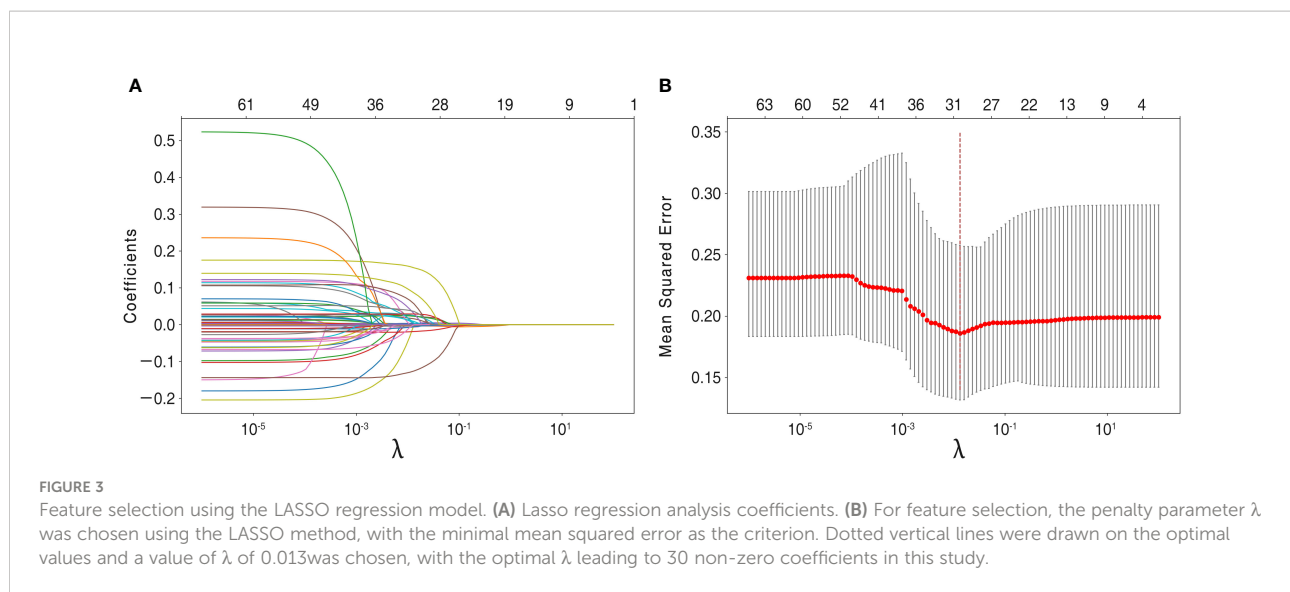 A
B
61 49 36 28 19 9 1
63 60 52 41 36 31 27 22 13 9 4
Coefficients
0.5
0.4
0.3
0.2
0.1
0.0
−0.1
−0.2
10-5 10-3 10-1 101
λ
Mean Squared Error
0.35
0.30
0.25
0.20
0.15
10-5 10-3 10-1 101
λ
FIGURE 3
Feature selection using the LASSO regression model. (A) Lasso regression analysis coefficients. (B) For feature selection, the penalty parameter λ
was chosen using the LASSO method, with the minimal mean squared error as the criterion. Dotted vertical lines were drawn on the optimal
values and a value of λ of 0.013was chosen, with the optimal λ leading to 30 non-zero coefficients in this study.